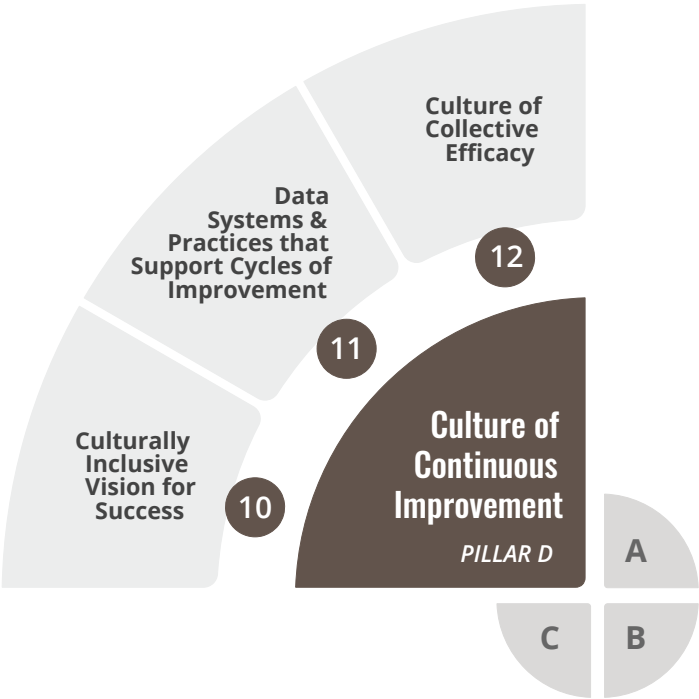 Culture of
Collective
Efficacy
12
Data
Systems &
Practices that
Support Cycles of
Improvement
11
Culturally
Inclusive
Vision for
Success
10
Culture of
Continuous
Improvement
PILLAR D
A
C
B